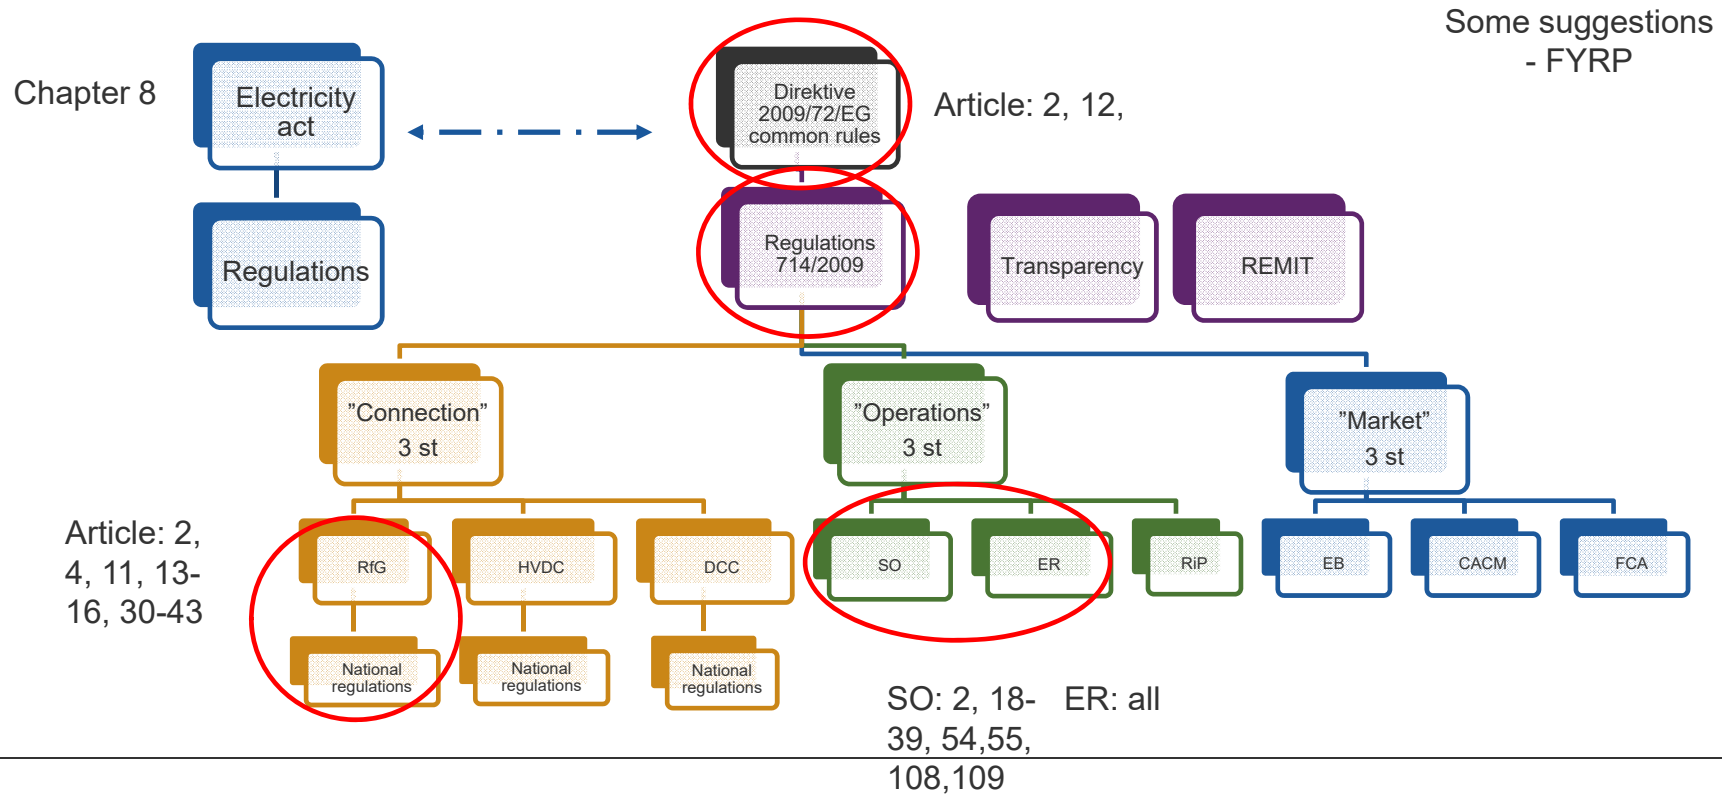 Some suggestions
- FYRP
Chapter 8
Electricity
act
Direktive
2009/72/EG
common rules
Article: 2, 12,
Regulations
Regulations
714/2009
Transparency
REMIT
”Connection”
3 st
”Operations”
3 st
”Market”
3 st
Article: 2,
4, 11, 13-
16, 30-43
RfG
HVDC
DCC
SO
ER
RiP
EB
CACM
FCA
National
regulations
National
regulations
National
regulations
SO: 2, 18-
39, 54,55,
108,109
ER: all